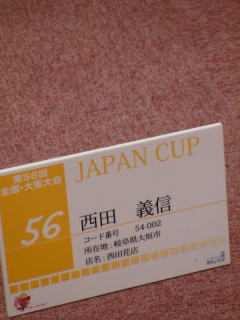 第56回
全国・大阪大会
JAPAN CUP
56
西田 義信
コード番号 54-002
所在地:岐阜県大垣市
店名:西田花店